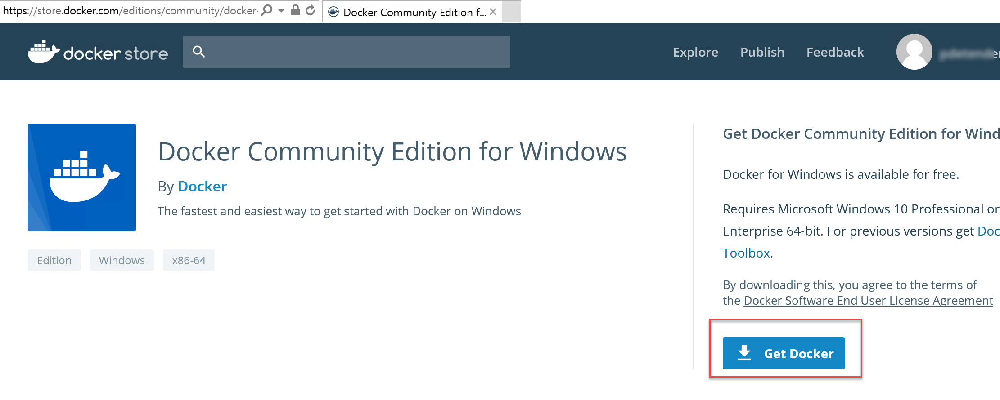 https://store.docker.com/editions/community/docker-
Docker Community Edition f...
docker store
Explore
Publish
Feedback
Docker Community Edition for Windows
By Docker
The fastest and easiest way to get started with Docker on Windows
Edition
Windows
x86-64
Get Docker Community Edition for Wind
Docker for Windows is available for free.
Requires Microsoft Windows 10 Professional or
Enterprise 64-bit. For previous versions get Doc
Toolbox.
By downloading this, you agree to the terms of
the Docker Software End User License Agreement
Get Docker